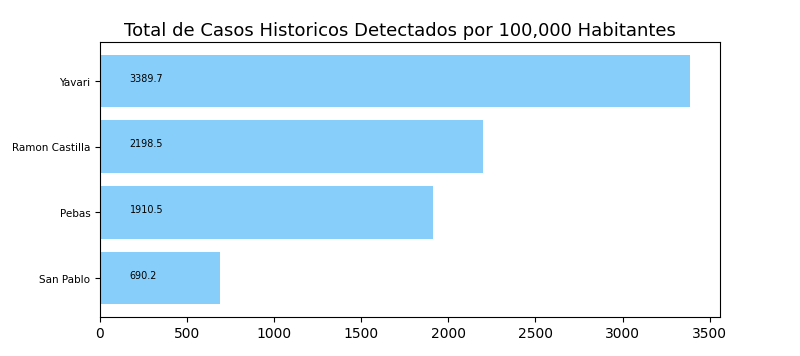 Total de Casos Historicos Detectados por 100,000 Habitantes
Yavari 3389.7
Ramon Castilla 2198.5
Pebas 1910.5
San Pablo 690.2
0 500 1000 1500 2000 2500 3000 3500